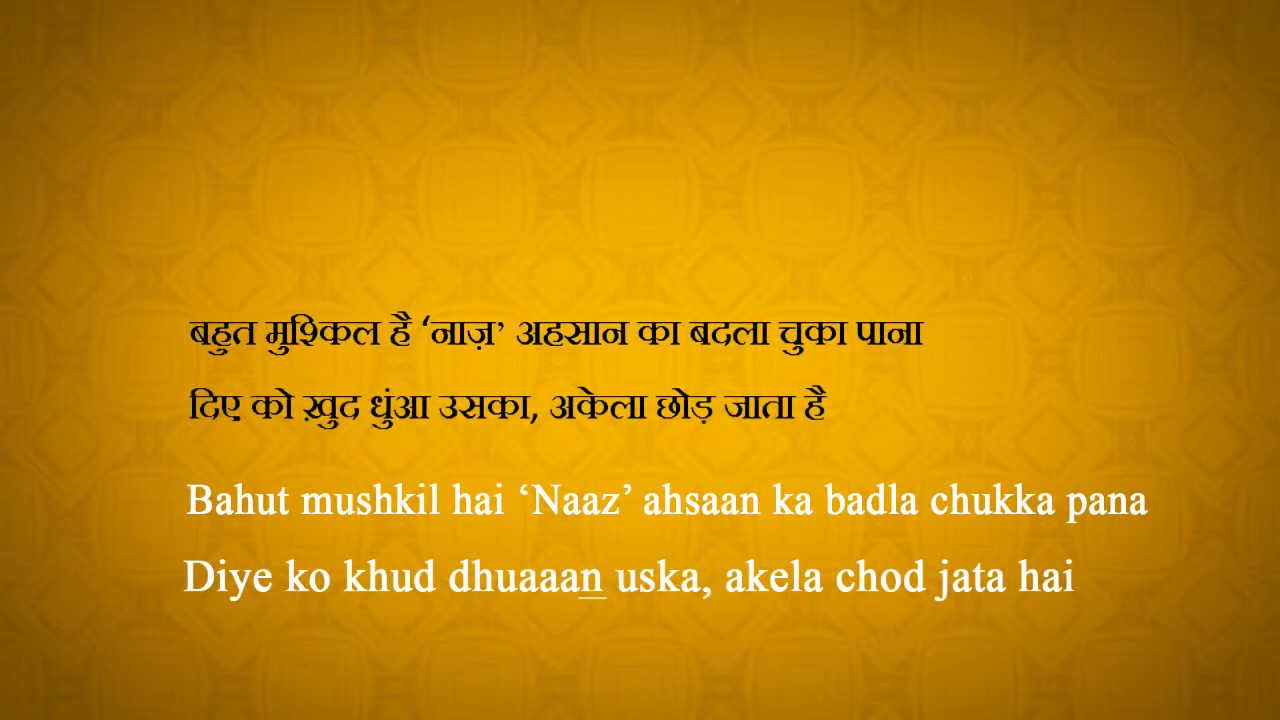 बहुत मुश्किल है ‘नाज़’ अहसान का बदला चुका पाना
दिए को ख़ुद धुंआ उसका, अकेला छोड़ जाता है
Bahut mushkil hai ‘Naaz’ ahsaan ka badla chukka pana
Diye ko khud dhuaaan uska, akela chod jata hai